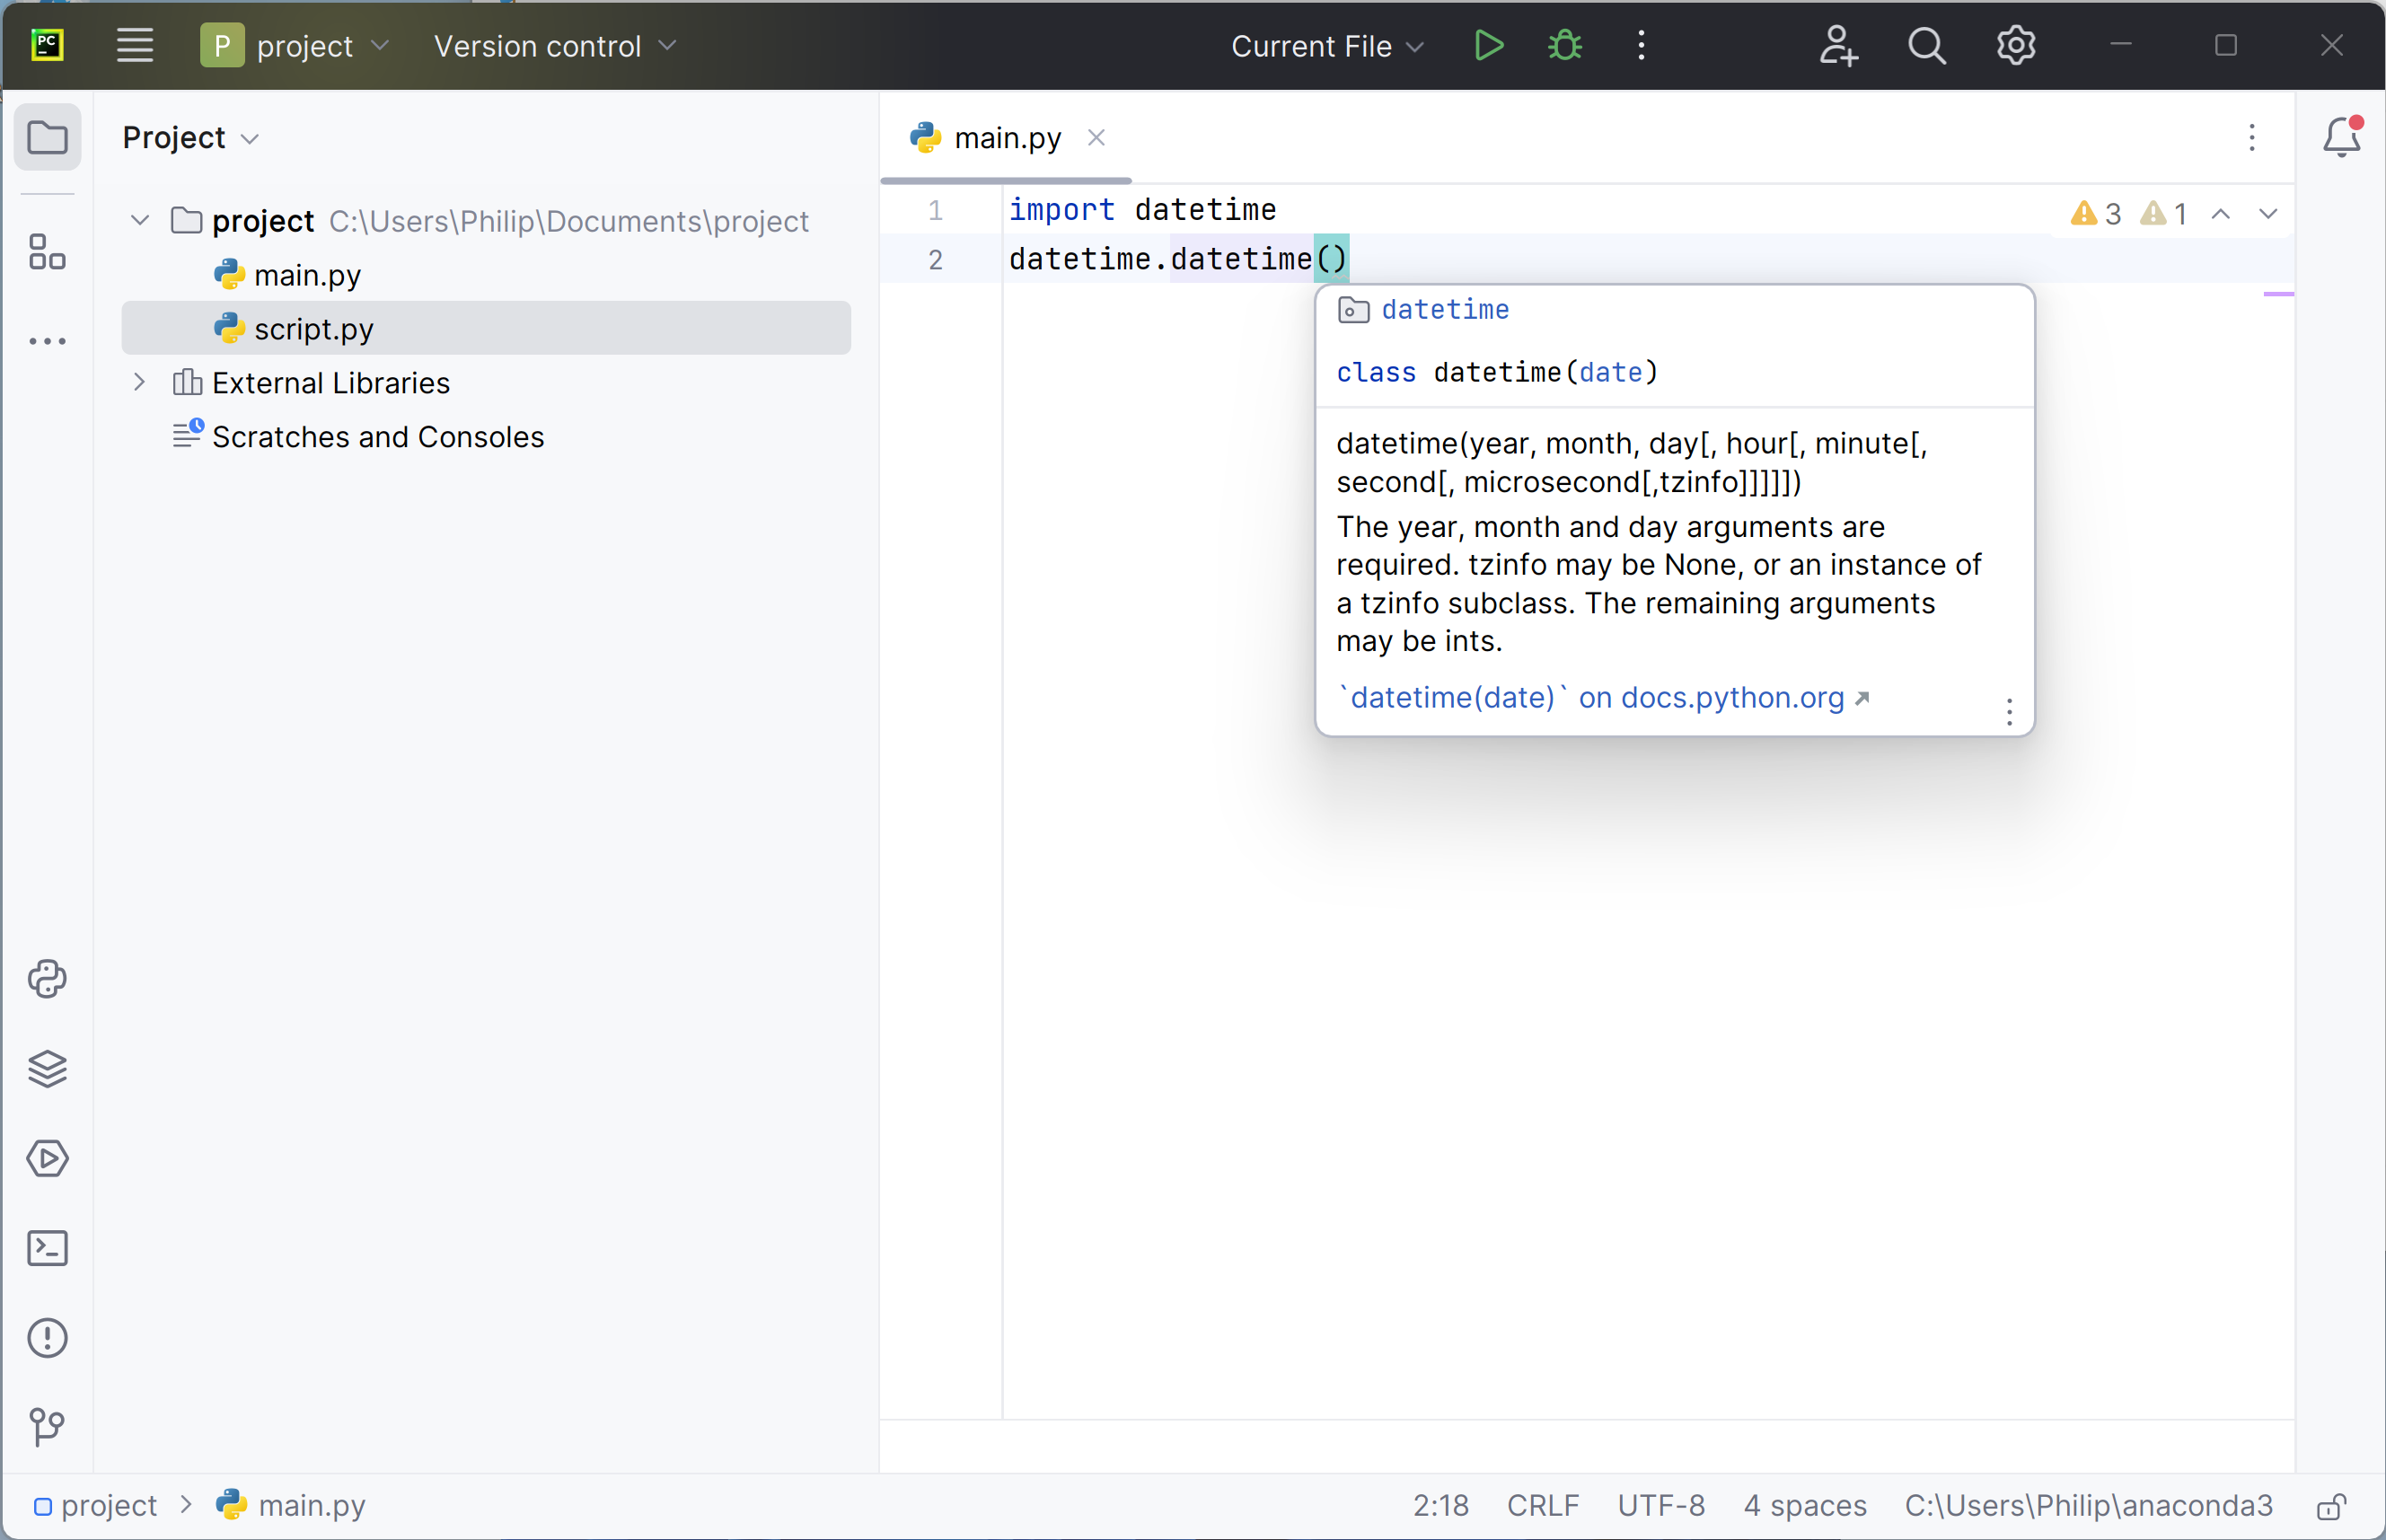 PC
P project
Version control
Current File
Project
main.py
project C:\Users\Philip\Documents\project
main.py
script.py
External Libraries
Scratches and Consoles
1 import datetime
2 datetime.datetime()
3 1
datetime
class datetime(date)
datetime(year, month, day[, hour[, minute[,
second[, microsecond[,tzinfo]]]]])
The year, month and day arguments are
required. tzinfo may be None, or an instance of
a tzinfo subclass. The remaining arguments
may be ints.
`datetime(date)` on docs.python.org
project > main.py
2:18 CRLF UTF-8 4 spaces C:\Users\Philip\anaconda3